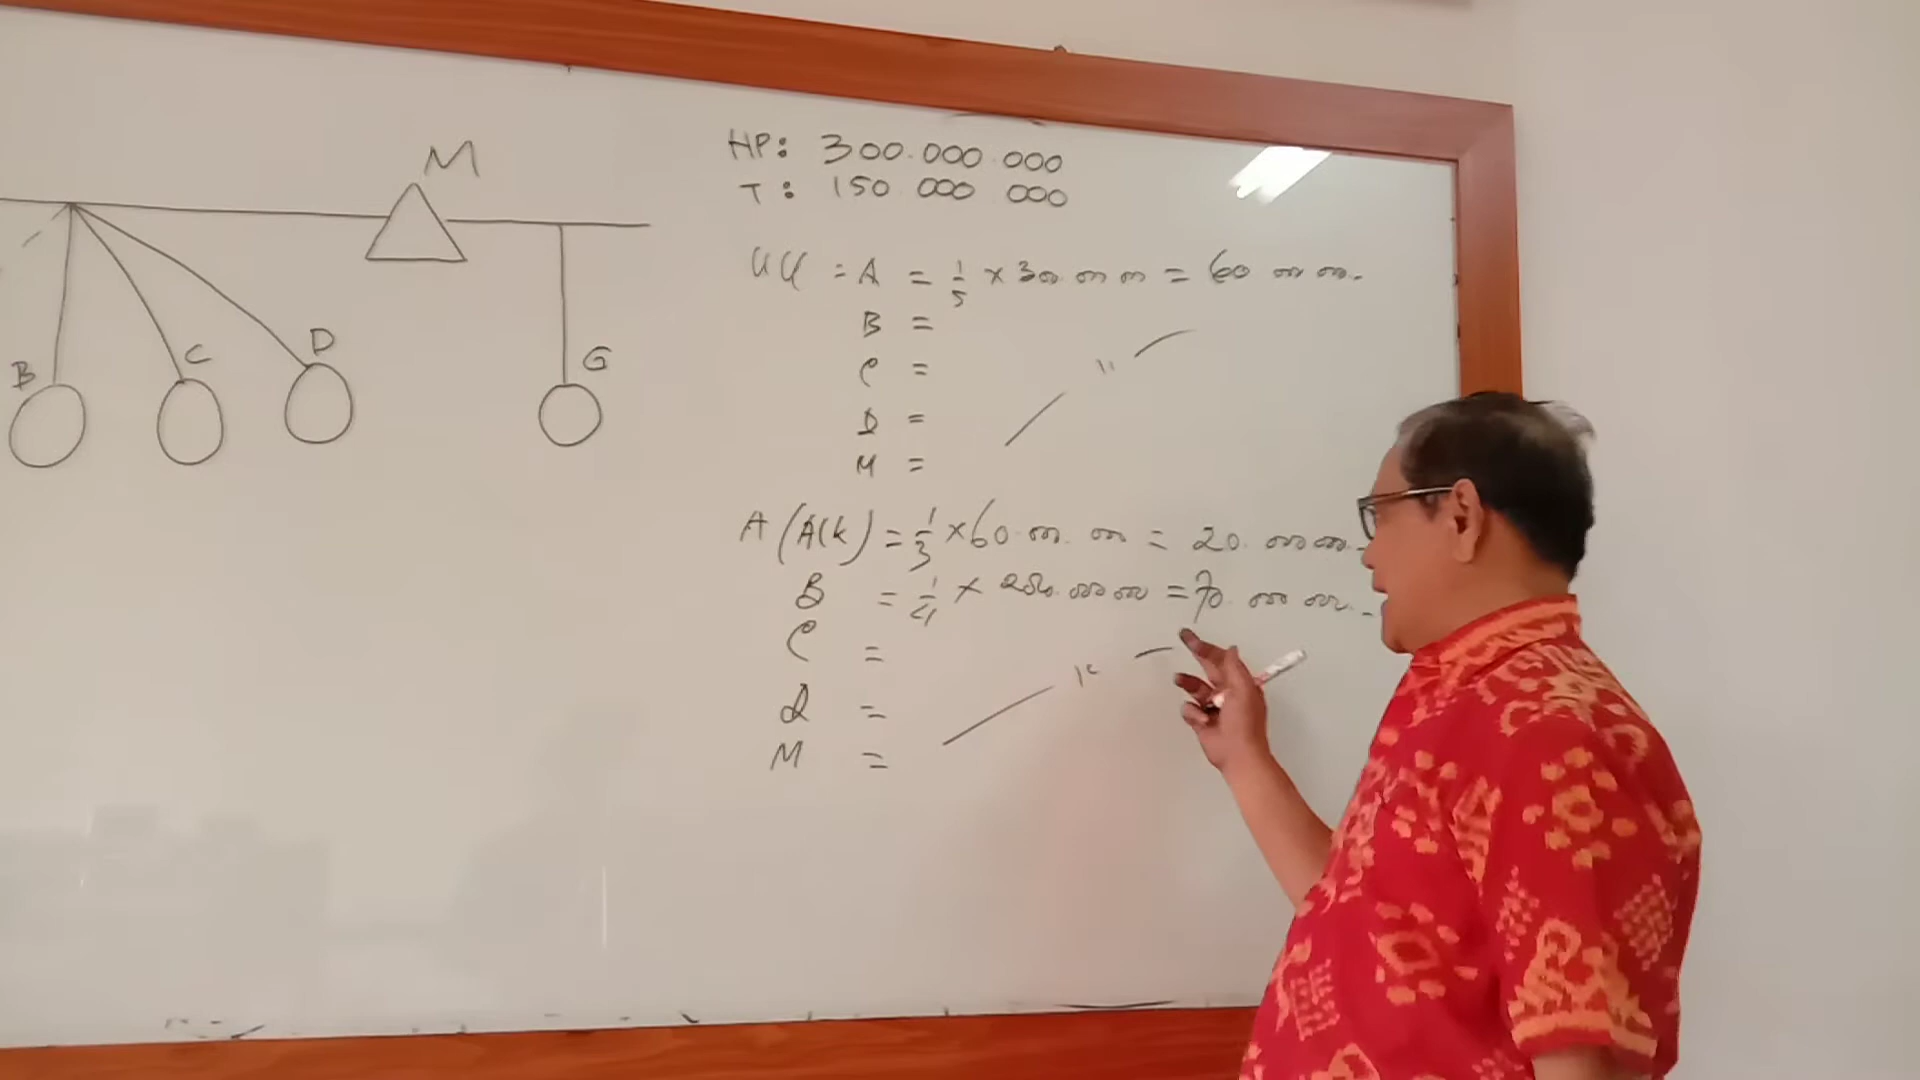 M
B
C
D
G
HP: 300.000.000
T: 150 000 000
UU = A = 1/5 x 300 000 000 = 60 000 000.-
B =
C =
D = "
M =
A (Alk) = 1/3 x 60.000.000 = 20.000.000.-
B = 1/4 x 280.000.000 = 70.000.000.-
C =
D = "
M =